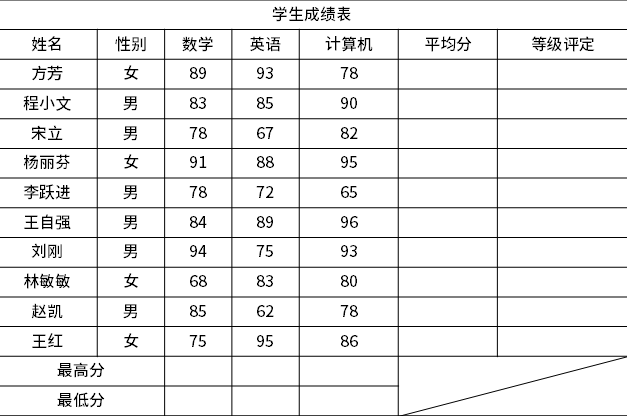 学生成绩表
姓名 性别 数学 英语 计算机 平均分 等级评定
方芳 女 89 93 78
程小文 男 83 85 90
宋立 男 78 67 82
杨丽芬 女 91 88 95
李跃进 男 78 72 65
王自强 男 84 89 96
刘刚 男 94 75 93
林敏敏 女 68 83 80
赵凯 男 85 62 78
王红 女 75 95 86
最高分
最低分